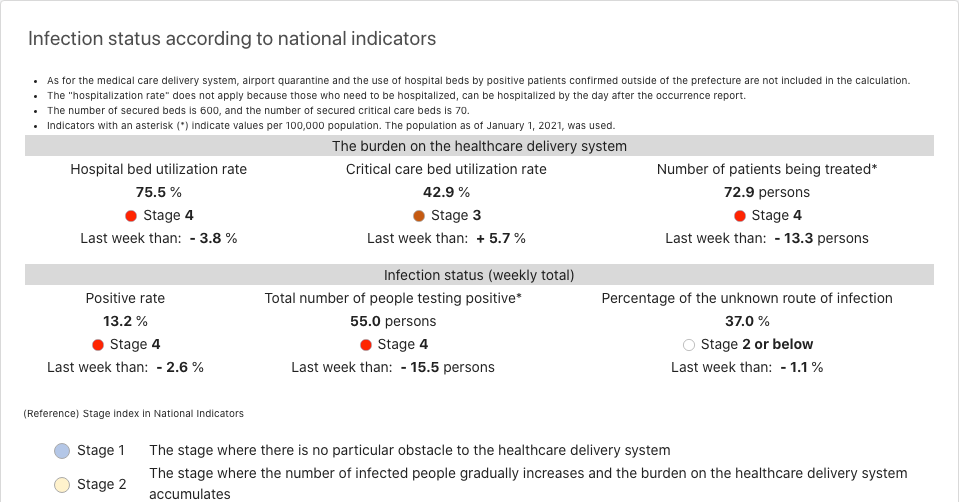 Infection status according to national indicators
• As for the medical care delivery system, airport quarantine and the use of hospital beds by positive patients confirmed outside of the prefecture are not included in the calculation.
• The "hospitalization rate" does not apply because those who need to be hospitalized, can be hospitalized by the day after the occurrence report.
• The number of secured beds is 600, and the number of secured critical care beds is 70.
• Indicators with an asterisk (*) indicate values per 100,000 population. The population as of January 1, 2021, was used.
The burden on the healthcare delivery system
Hospital bed utilization rate Critical care bed utilization rate Number of patients being treated*
75.5 % 42.9 % 72.9 persons
Stage 4 Stage 3 Stage 4
Last week than: - 3.8 % Last week than: + 5.7 % Last week than: - 13.3 persons
Infection status (weekly total)
Positive rate Total number of people testing positive* Percentage of the unknown route of infection
13.2 % 55.0 persons 37.0 %
Stage 4 Stage 4 Stage 2 or below
Last week than: - 2.6 % Last week than: - 15.5 persons Last week than: - 1.1 %
(Reference) Stage index in National Indicators
Stage 1 The stage where there is no particular obstacle to the healthcare delivery system
Stage 2 The stage where the number of infected people gradually increases and the burden on the healthcare delivery system
accumulates